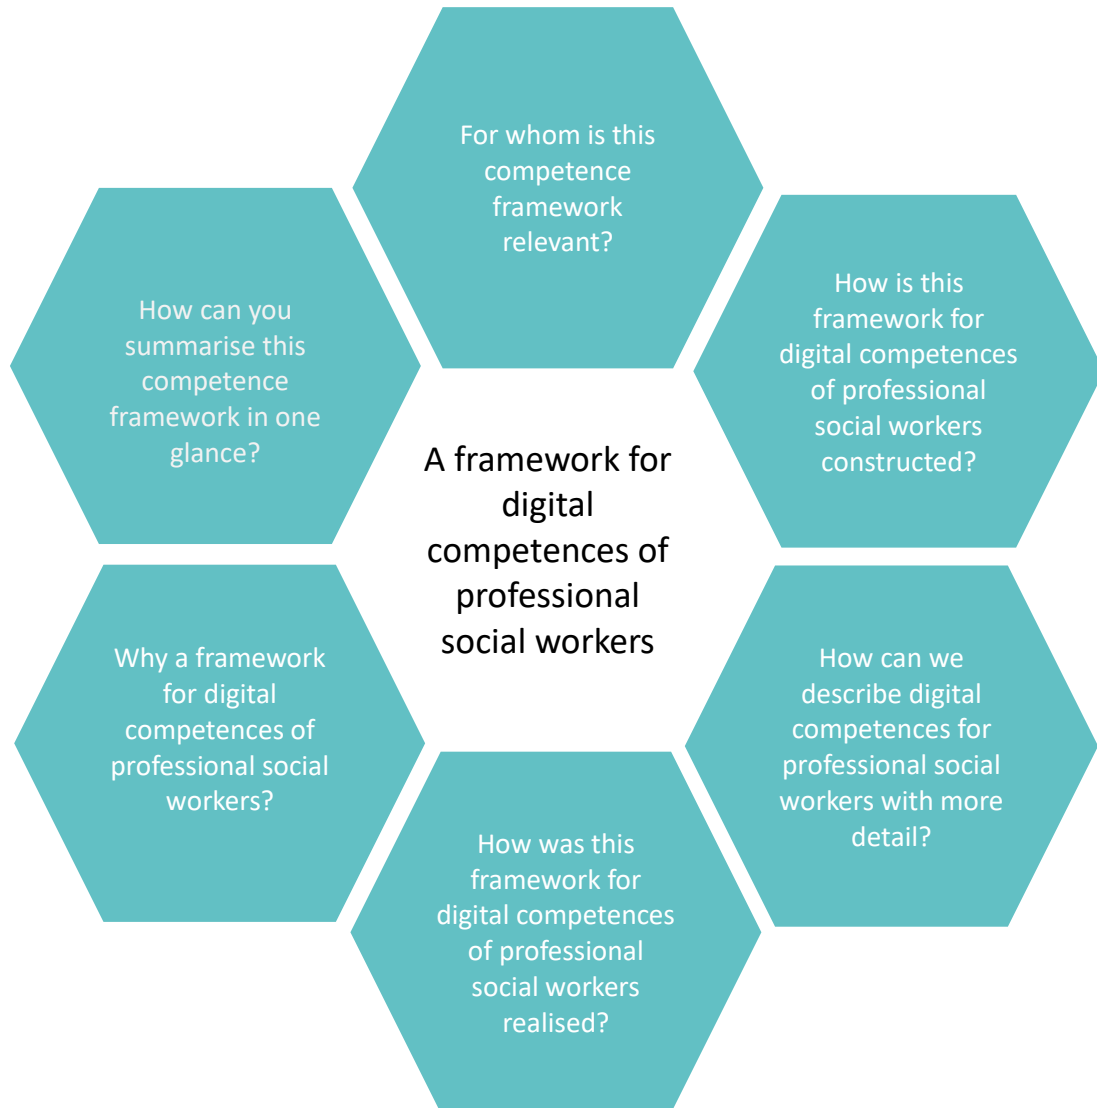 For whom is this
competence
framework
relevant?
How is this
framework for
digital competences
of professional
social workers
constructed?
How can you
summarise this
competence
framework in one
glance?
A framework for
digital
competences of
professional
social workers
Why a framework
for digital
competences of
professional social
workers?
How can we
describe digital
competences for
professional social
workers with more
detail?
How was this
framework for
digital competences
of professional
social workers
realised?